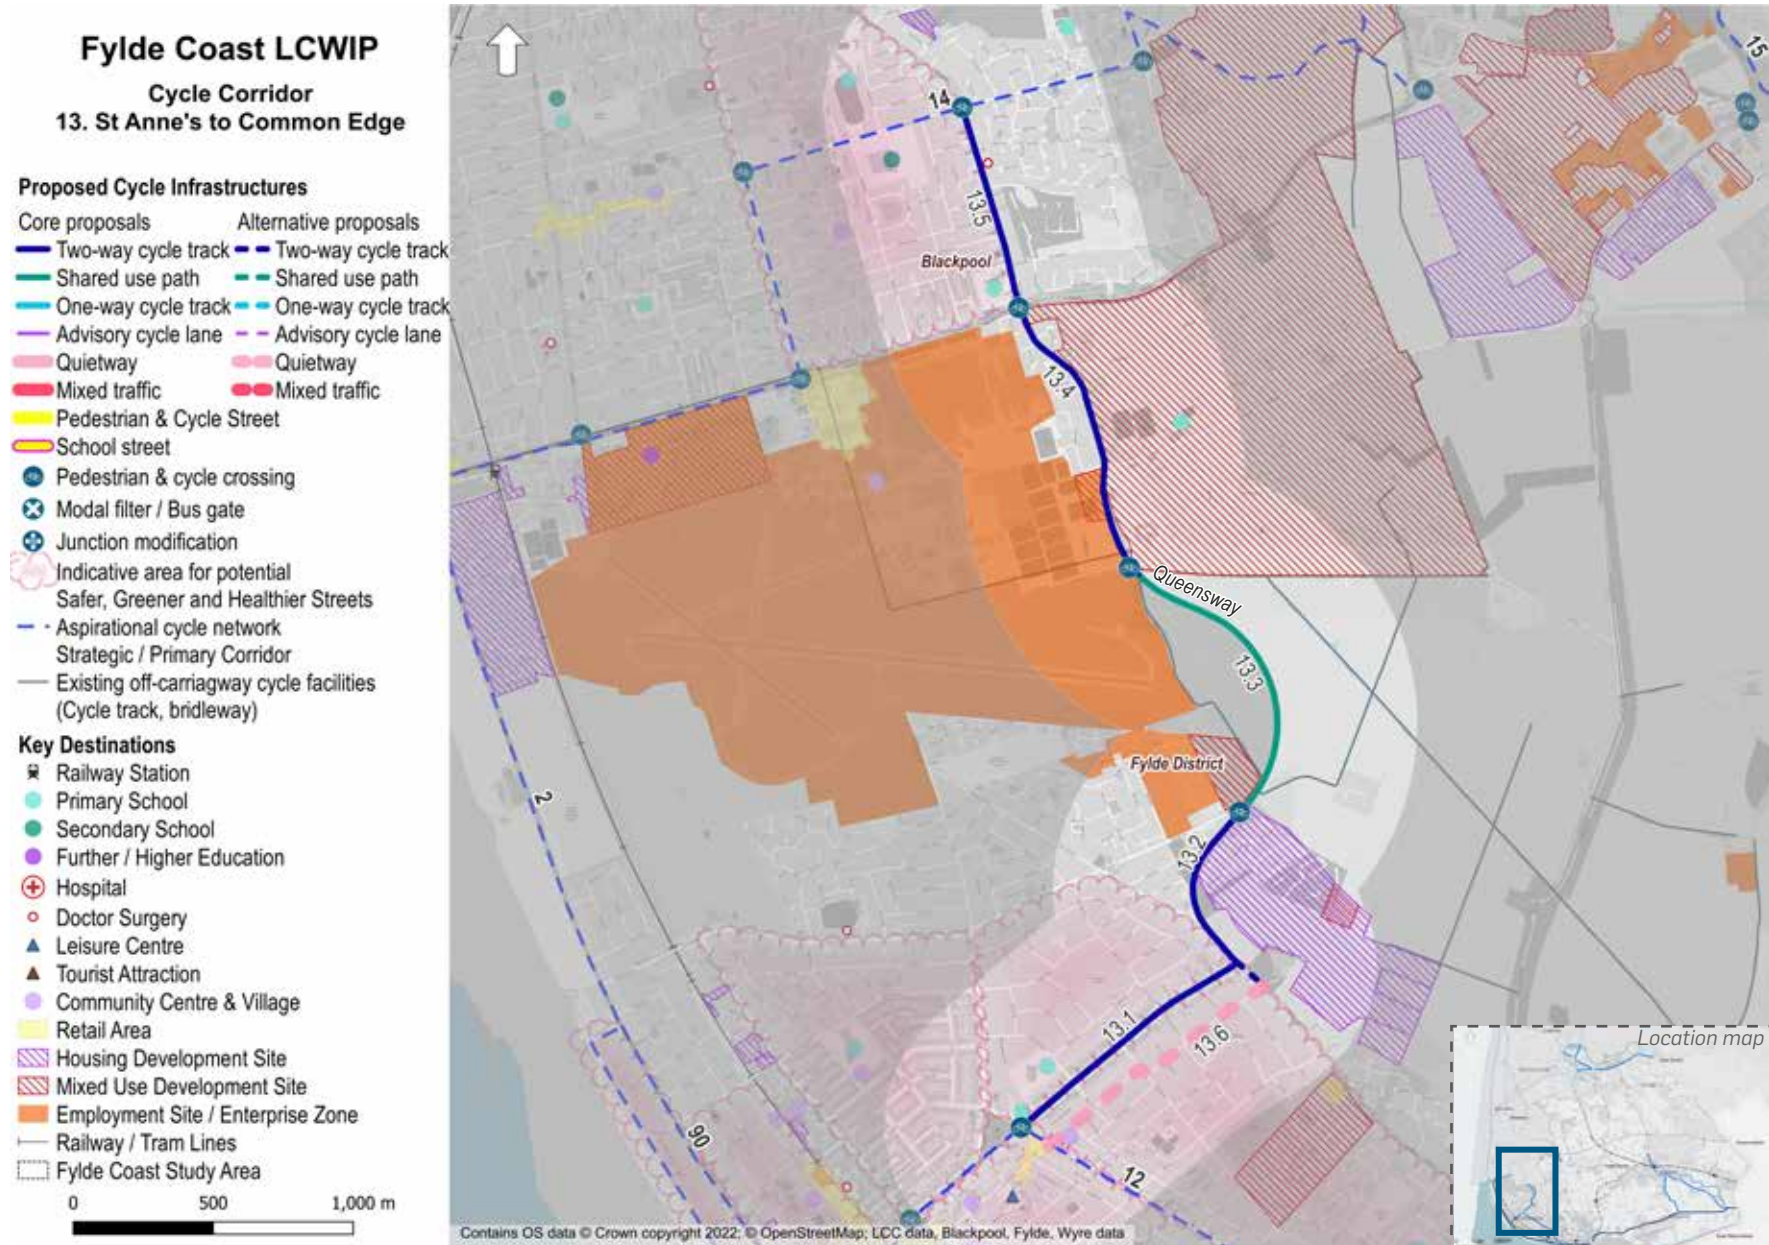 Fylde Coast LCWIP
Cycle Corridor
13. St Anne's to Common Edge
Proposed Cycle Infrastructures
Core proposals Alternative proposals
Two-way cycle track Two-way cycle track
Shared use path Shared use path
One-way cycle track One-way cycle track
Advisory cycle lane Advisory cycle lane
Quietway Quietway
Mixed traffic Mixed traffic
Pedestrian & Cycle Street
School street
Pedestrian & cycle crossing
Modal filter / Bus gate
Junction modification
Indicative area for potential
Safer, Greener and Healthier Streets
Aspirational cycle network
Strategic / Primary Corridor
Existing off-carriagway cycle facilities
(Cycle track, bridleway)
Key Destinations
Railway Station
Primary School
Secondary School
Further / Higher Education
Hospital
Doctor Surgery
Leisure Centre
Tourist Attraction
Community Centre & Village
Retail Area
Housing Development Site
Mixed Use Development Site
Employment Site / Enterprise Zone
Railway / Tram Lines
Fylde Coast Study Area
0 500 1,000 m
15
14
13.5
Blackpool
13.4
Queensway
13.3
Fylde District
2
13.2
13.1
13.6
90
12
Location map
Contains OS data © Crown copyright 2022; © OpenStreetMap; LCC data, Blackpool, Fylde, Wyre data